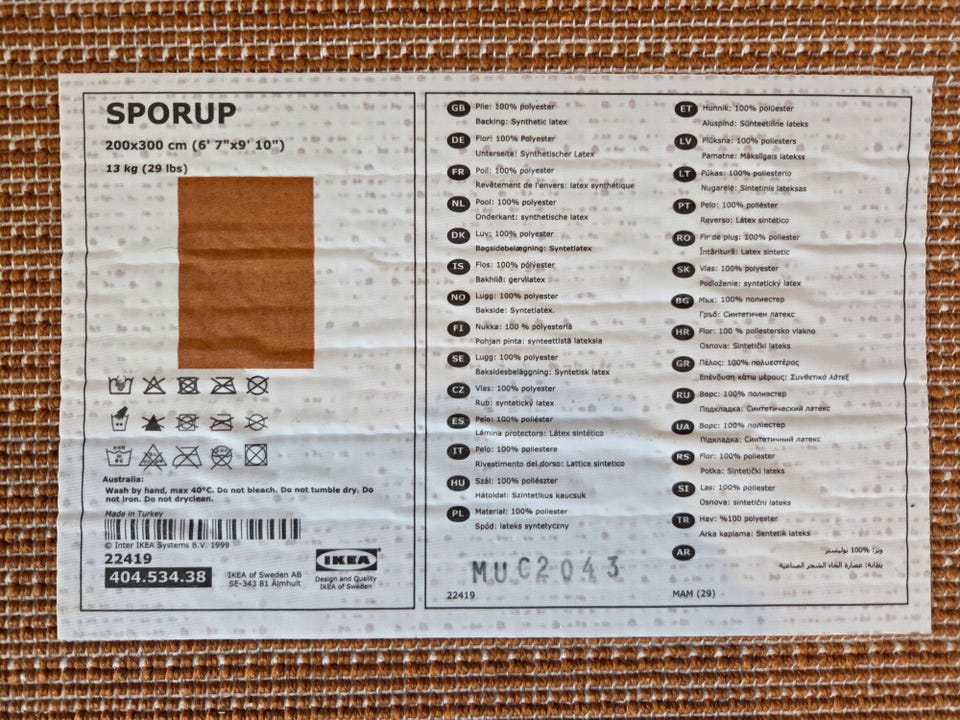 SPORUP
200x300 cm (6' 7"x9' 10")
13 kg (29 lbs)
Australia:
Wash by hand, max 40°C. Do not bleach. Do not tumble dry. Do
not iron. Do not dryclean.
Made in Turkey
© Inter IKEA Systems B.V. 1999
22419
404.534.38
IKEA of Sweden AB
SE-343 81 Älmhult
IKEA
Design and Quality
IKEA of Sweden
GB Pile: 100% polyester
Backing: Synthetic latex
DE Flor: 100% Polyester
Unterseite: Synthetischer Latex
FR Poil: 100% polyester
Revêtement de l'envers: latex synthétique
NL Pool: 100% polyester
Onderkant: synthetische latex
DK Luv: 100% polyester
Bagsidebelægning: Syntetlatex
IS Flos: 100% pólýester
Bakhlið: gervilatex
NO Lugg: 100% polyester
Bakside: Syntetlatex.
FI Nukka: 100 % polyesteriä
Pohjan pinta: synteettistä lateksia
SE Lugg: 100% polyester
Baksidesbeläggning: Syntetisk latex
CZ Vlas: 100% polyester
Rub: syntetický latex
ES Pelo: 100% poliéster
Lámina protectora: Látex sintético
IT Pelo: 100% poliestere
Rivestimento del dorso: Lattice sintetico
HU Szál: 100% poliészter
Hátoldal: Szintetikus kaucsuk
PL Materiał: 100% poliester
Spód: lateks syntetyczny
MUC2043
22419
ET Hunnik: 100% polüester
Aluspind: Sünteetiline lateks
LV Plūksna: 100% poliesters
Pamatne: Mākslīgais latekss
LT Pūkas: 100% poliesterio
Nugarėlė: Sintetinis lateksas
PT Pelo: 100% poliéster
Reverso: Látex sintético
RO Fir de pluş: 100% poliester
Întăritură: Latex sintetic
SK Vlas: 100% polyester
Podloženie: syntetický latex
BG Мъх: 100% полиестер
Гръб: Синтетичен латекс
HR Flor: 100 % poliestersko vlakno
Osnova: Sintetički lateks
GR Πέλος: 100% πολυεστέρας
Επένδυση κάτω μέρους: Συνθετικό λάτεξ
RU Ворс: 100% полиэстер
Подкладка: Синтетический латекс
UA Ворс: 100% поліестер
Підкладка: Синтетичний латекс
RS Flor: 100% poliester
Potka: Sintetički lateks
SI Las: 100% poliester
Osnova: sintetični lateks
TR Hav: %100 polyester
Arka kaplama: Sentetik lateks
AR وبر: 100% بوليستر
بطانة: عصارة لحاء الشجر الصناعية
MAM (29)